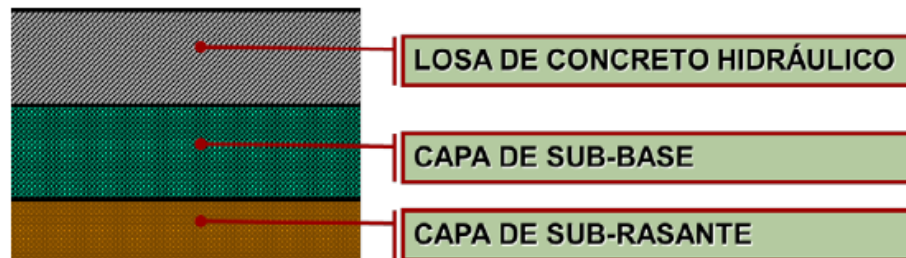 LOSA DE CONCRETO HIDRÁULICO
CAPA DE SUB-BASE
CAPA DE SUB-RASANTE